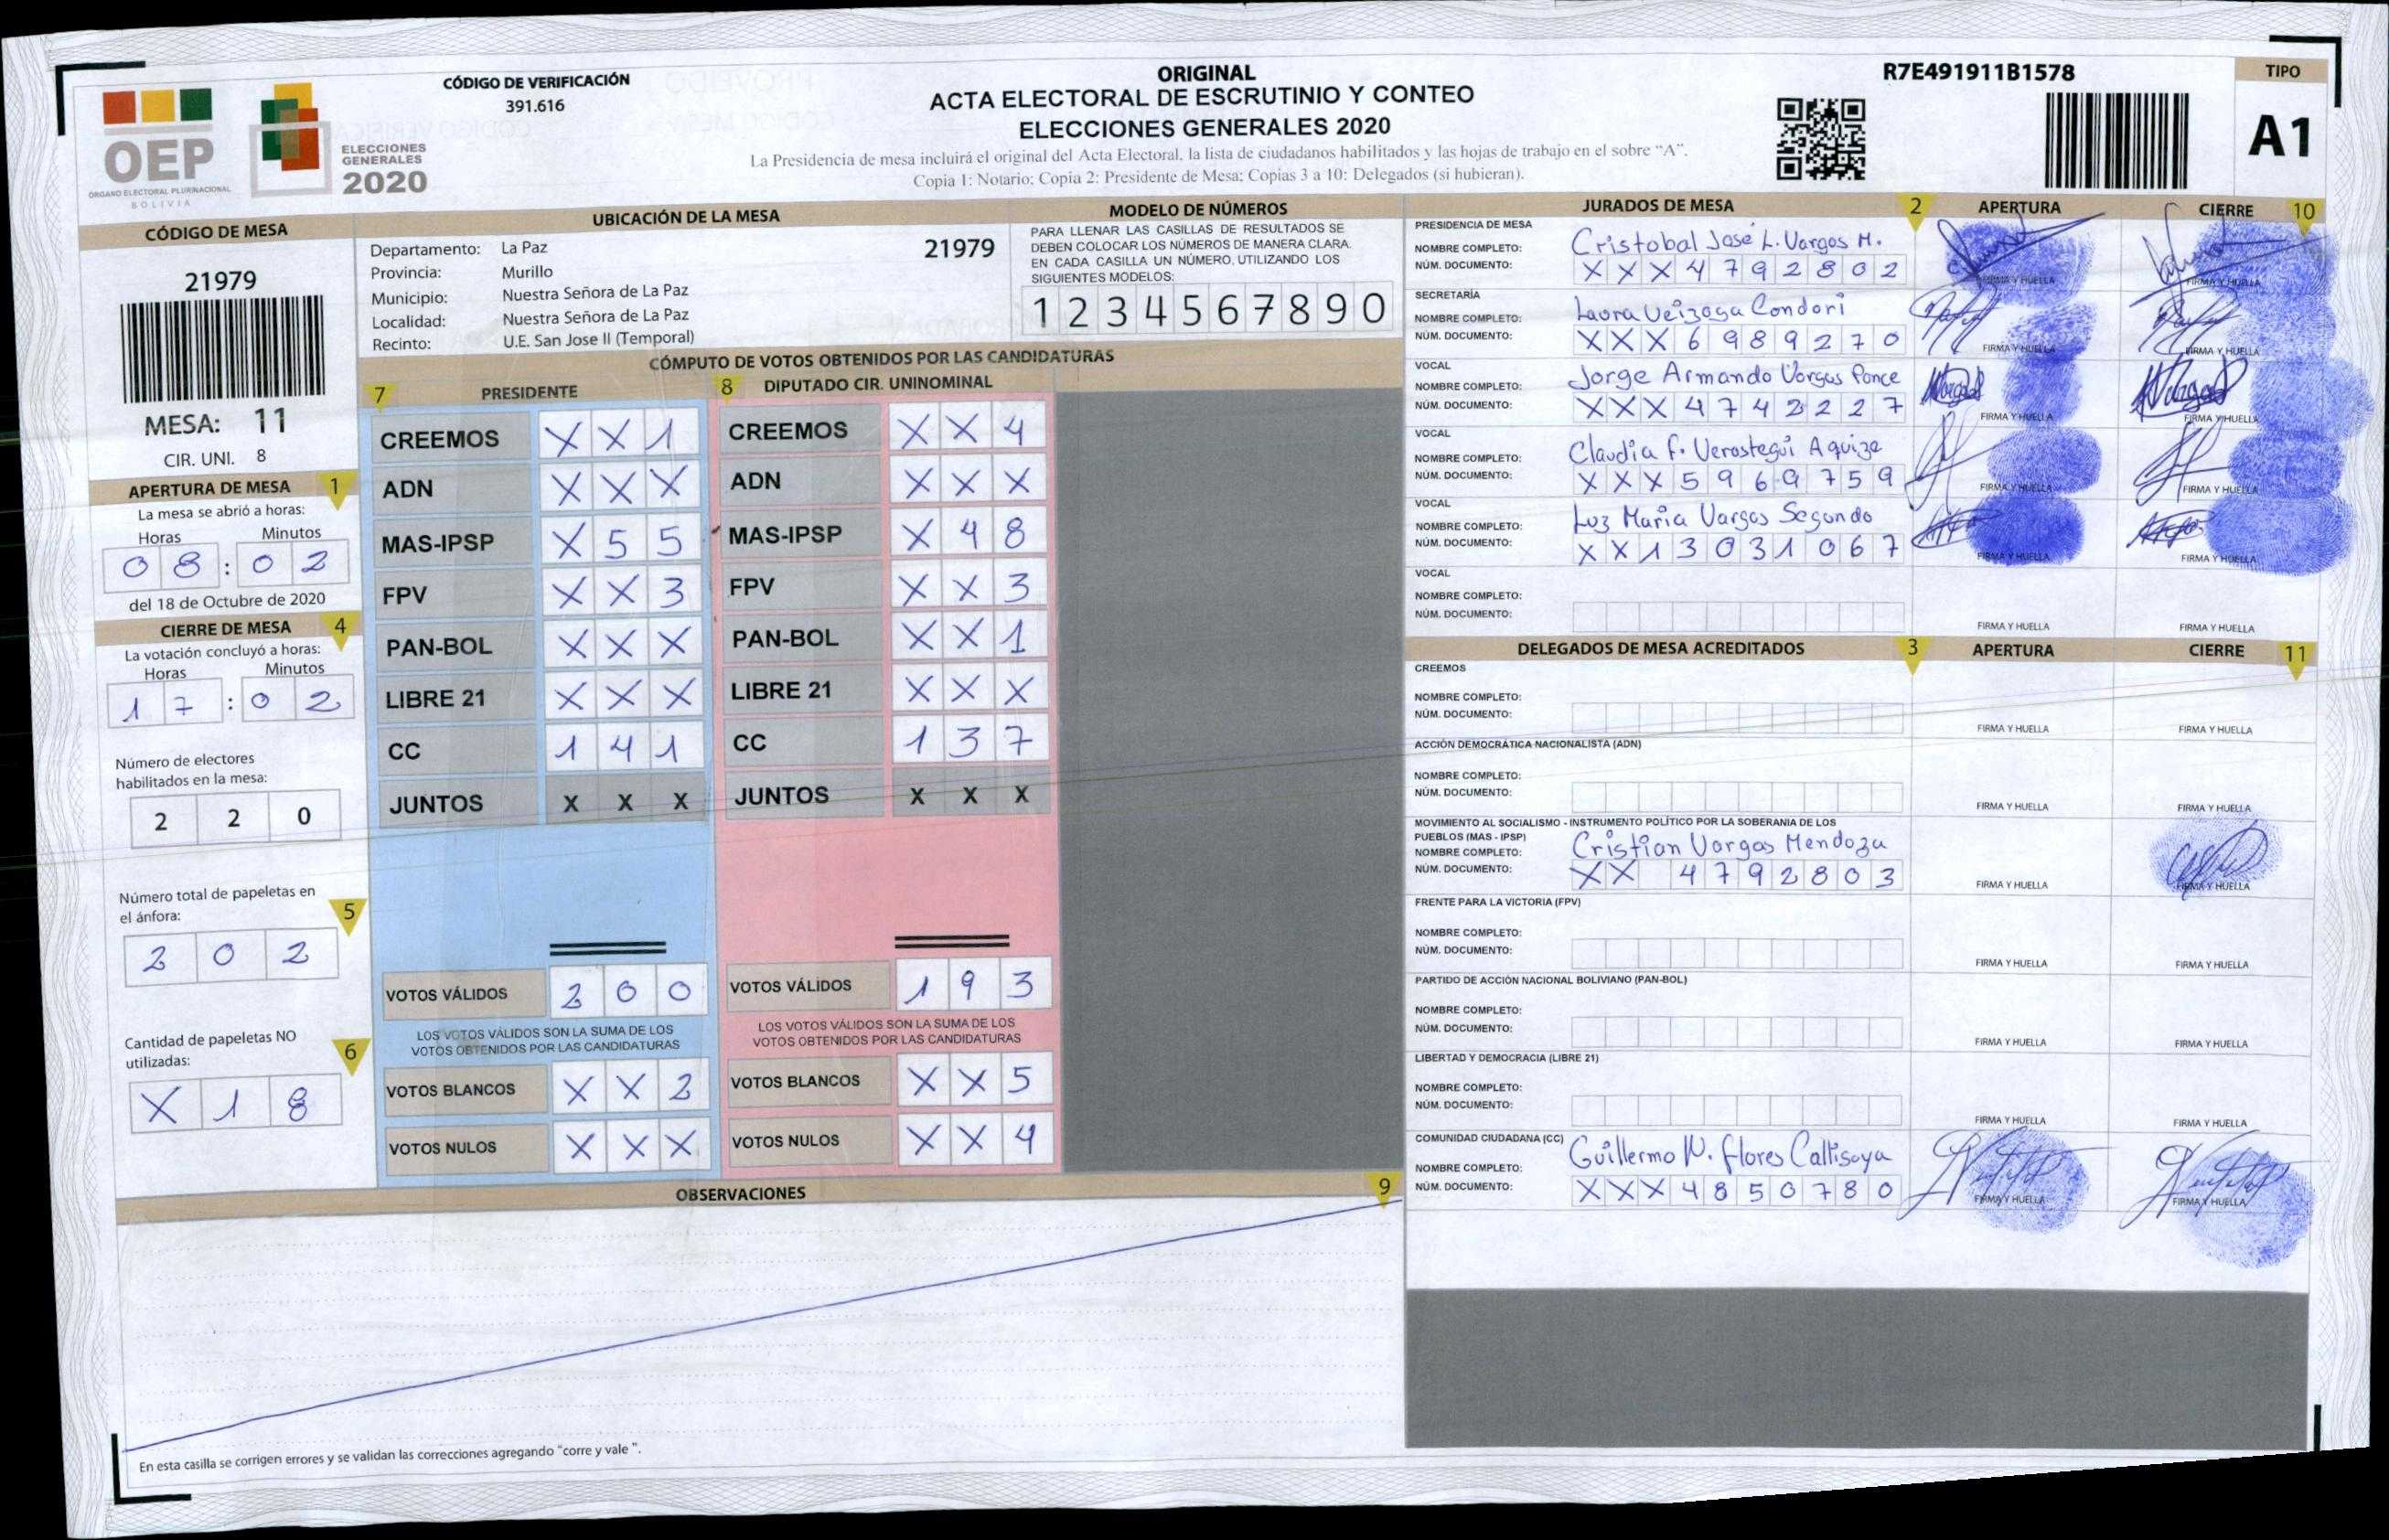 CÓDIGO DE VERIFICACIÓN
391.616
ORIGINAL
ACTA ELECTORAL DE ESCRUTINIO Y CONTEO
ELECCIONES GENERALES 2020
La Presidencia de mesa incluirá el original del Acta Electoral, la lista de ciudadanos habilitados y las hojas de trabajo en el sobre “A”.
Copia 1: Notario; Copia 2: Presidente de Mesa; Copias 3 a 10: Delegados (si hubieran).
R7E491911B1578
TIPO
A1
OEP
ÓRGANO ELECTORAL PLURINACIONAL
BOLIVIA
ELECCIONES
GENERALES
2020
CÓDIGO DE MESA
21979
MESA: 11
CIR. UNI. 8
APERTURA DE MESA 1
La mesa se abrió a horas:
Horas Minutos
0 8 : 0 2
del 18 de Octubre de 2020
CIERRE DE MESA 4
La votación concluyó a horas:
Horas Minutos
1 7 : 0 2
Número de electores
habilitados en la mesa:
2 2 0
Número total de papeletas en
el ánfora: 5
2 0 2
Cantidad de papeletas NO
utilizadas: 6
X 1 8
UBICACIÓN DE LA MESA
Departamento: La Paz 21979
Provincia: Murillo
Municipio: Nuestra Señora de La Paz
Localidad: Nuestra Señora de La Paz
Recinto: U.E. San Jose II (Temporal)
MODELO DE NÚMEROS
PARA LLENAR LAS CASILLAS DE RESULTADOS SE
DEBEN COLOCAR LOS NÚMEROS DE MANERA CLARA.
EN CADA CASILLA UN NÚMERO, UTILIZANDO LOS
SIGUIENTES MODELOS:
1 2 3 4 5 6 7 8 9 0
CÓMPUTO DE VOTOS OBTENIDOS POR LAS CANDIDATURAS
7 PRESIDENTE
CREEMOS X X 1
ADN X X X
MAS-IPSP X 5 5
FPV X X 3
PAN-BOL X X X
LIBRE 21 X X X
CC 1 4 1
JUNTOS X X X
VOTOS VÁLIDOS 2 0 0
LOS VOTOS VÁLIDOS SON LA SUMA DE LOS
VOTOS OBTENIDOS POR LAS CANDIDATURAS
VOTOS BLANCOS X X 2
VOTOS NULOS X X X
8 DIPUTADO CIR. UNINOMINAL
CREEMOS X X 4
ADN X X X
MAS-IPSP X 4 8
FPV X X 3
PAN-BOL X X 1
LIBRE 21 X X X
CC 1 3 7
JUNTOS X X X
VOTOS VÁLIDOS 1 9 3
LOS VOTOS VÁLIDOS SON LA SUMA DE LOS
VOTOS OBTENIDOS POR LAS CANDIDATURAS
VOTOS BLANCOS X X 5
VOTOS NULOS X X 4
OBSERVACIONES 9
En esta casilla se corrigen errores y se validan las correcciones agregando “corre y vale ”.
JURADOS DE MESA 2 APERTURA CIERRE 10
PRESIDENCIA DE MESA
NOMBRE COMPLETO: Cristobal José L. Vargas M.
NÚM. DOCUMENTO: X X X 4 7 9 2 8 0 2
FIRMA Y HUELLA FIRMA Y HUELLA
SECRETARÍA
NOMBRE COMPLETO: Laura Veizaga Condori
NÚM. DOCUMENTO: X X X 6 9 8 9 2 7 0
FIRMA Y HUELLA FIRMA Y HUELLA
VOCAL
NOMBRE COMPLETO: Jorge Armando Vargas Ponce
NÚM. DOCUMENTO: X X X 4 7 4 2 2 2 7
FIRMA Y HUELLA FIRMA Y HUELLA
VOCAL
NOMBRE COMPLETO: Claudia F. Verastegui Aquize
NÚM. DOCUMENTO: X X X 5 9 6 9 7 5 9
FIRMA Y HUELLA FIRMA Y HUELLA
VOCAL
NOMBRE COMPLETO: Luz Maria Vargas Segundo
NÚM. DOCUMENTO: X X 1 3 0 3 1 0 6 7
FIRMA Y HUELLA FIRMA Y HUELLA
VOCAL
NOMBRE COMPLETO:
NÚM. DOCUMENTO:
FIRMA Y HUELLA FIRMA Y HUELLA
DELEGADOS DE MESA ACREDITADOS 3 APERTURA CIERRE 11
CREEMOS
NOMBRE COMPLETO:
NÚM. DOCUMENTO:
FIRMA Y HUELLA FIRMA Y HUELLA
ACCIÓN DEMOCRÁTICA NACIONALISTA (ADN)
NOMBRE COMPLETO:
NÚM. DOCUMENTO:
FIRMA Y HUELLA FIRMA Y HUELLA
MOVIMIENTO AL SOCIALISMO - INSTRUMENTO POLÍTICO POR LA SOBERANIA DE LOS
PUEBLOS (MAS - IPSP)
NOMBRE COMPLETO: Cristian Vargas Mendoza
NÚM. DOCUMENTO: X X 4 7 9 2 8 0 3
FIRMA Y HUELLA FIRMA Y HUELLA
FRENTE PARA LA VICTORIA (FPV)
NOMBRE COMPLETO:
NÚM. DOCUMENTO:
FIRMA Y HUELLA FIRMA Y HUELLA
PARTIDO DE ACCIÓN NACIONAL BOLIVIANO (PAN-BOL)
NOMBRE COMPLETO:
NÚM. DOCUMENTO:
FIRMA Y HUELLA FIRMA Y HUELLA
LIBERTAD Y DEMOCRACIA (LIBRE 21)
NOMBRE COMPLETO:
NÚM. DOCUMENTO:
FIRMA Y HUELLA FIRMA Y HUELLA
COMUNIDAD CIUDADANA (CC)
NOMBRE COMPLETO: Guillermo N. Flores Callisaya
NÚM. DOCUMENTO: X X X 4 8 5 0 7 8 0
FIRMA Y HUELLA FIRMA Y HUELLA